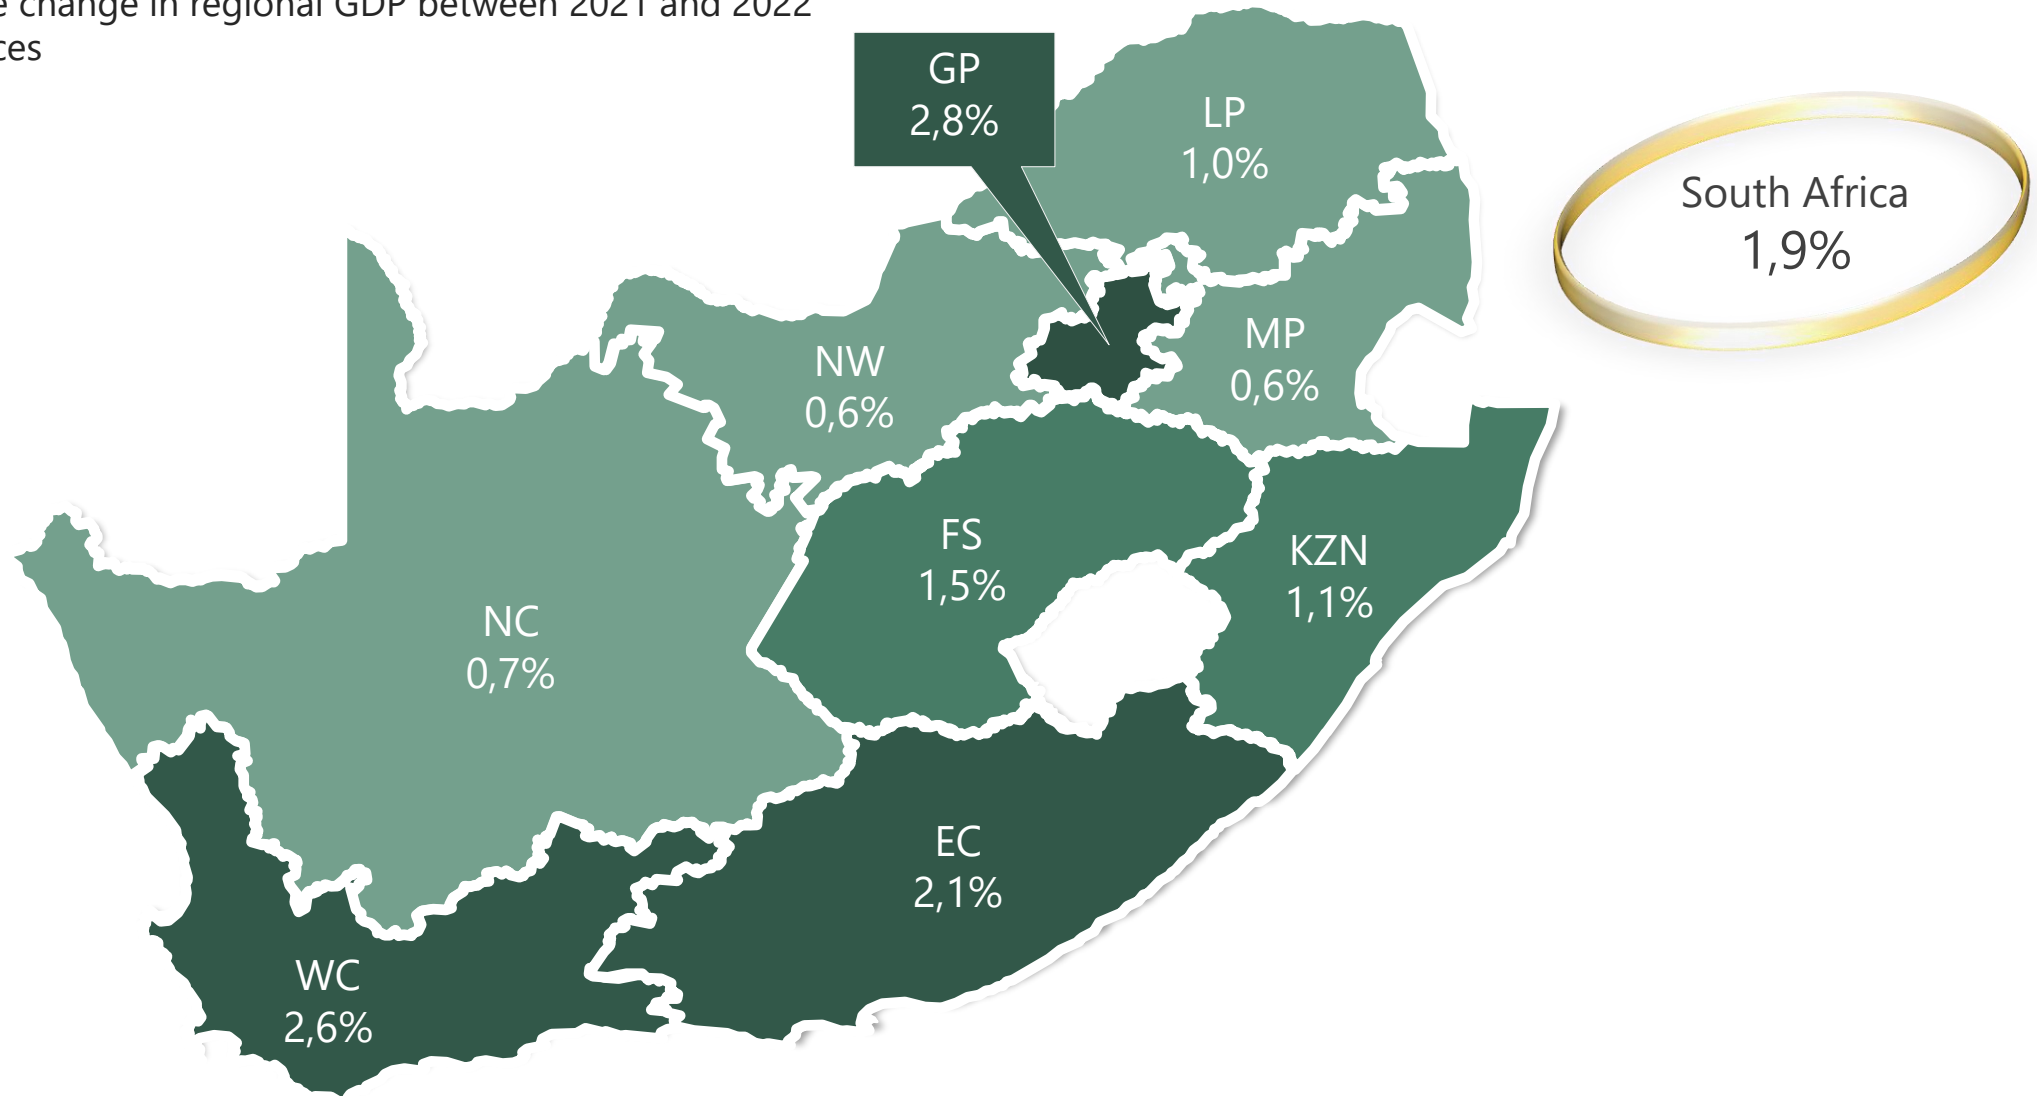 change in regional GDP between 2021 and 2022
GP
2,8%
LP
1,0%
South Africa
1,9%
MP
0,6%
NW
0,6%
FS
1,5%
KZN
1,1%
NC
0,7%
EC
2,1%
WC
2,6%